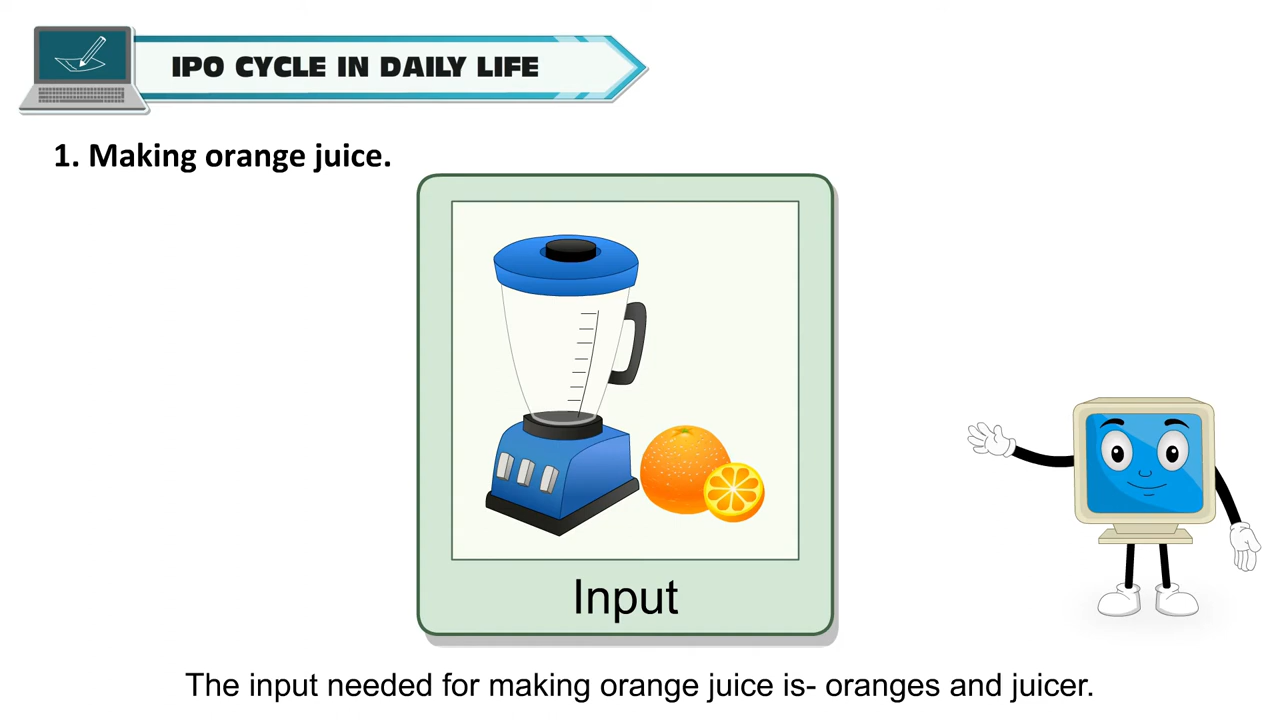 IPO CYCLE IN DAILY LIFE
1. Making orange juice.
Input
The input needed for making orange juice is- oranges and juicer.